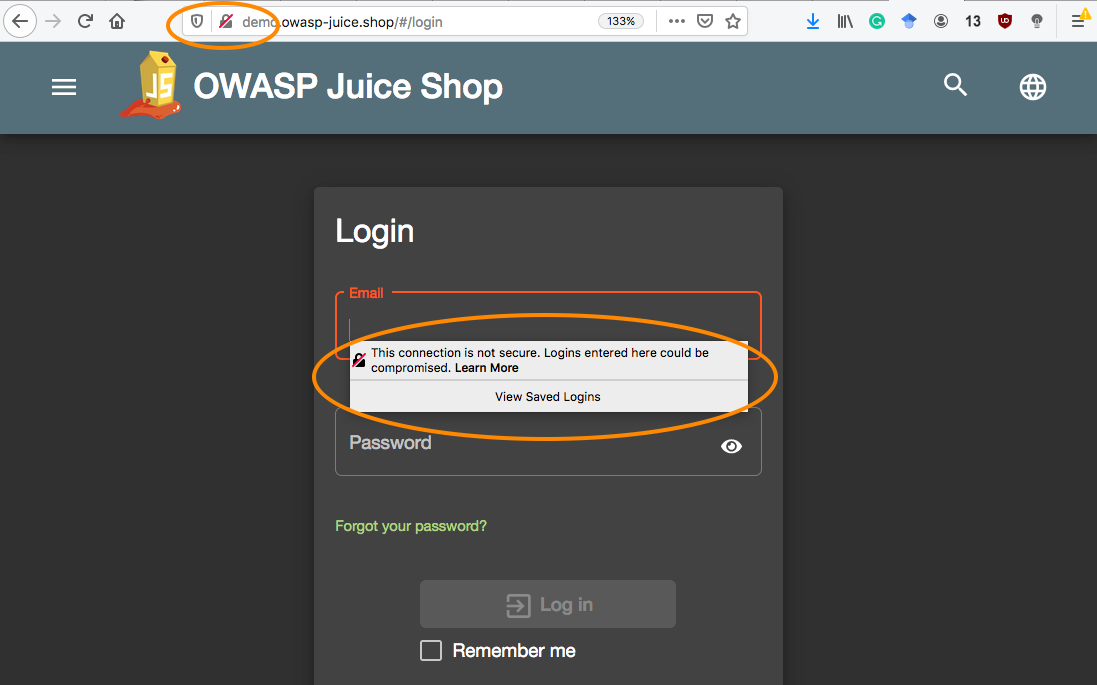 demo.owasp-juice.shop/#/login
133%
13
JS
OWASP Juice Shop
Login
Email
This connection is not secure. Logins entered here could be
compromised. Learn More
View Saved Logins
Password
Forgot your password?
Log in
Remember me